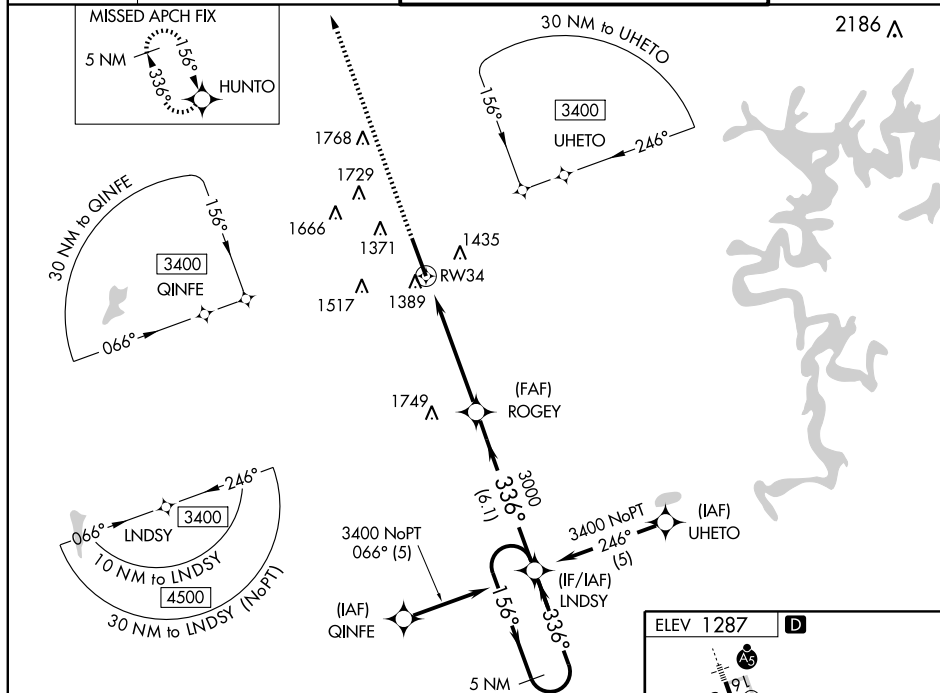 MISSED APCH FIX
5 NM
156°
336°
HUNTO
30 NM to UHETO
2186
156°
3400
UHETO
246°
1768
1729
1666
1371
1435
RW34
1517
1389
30 NM to QINFE
156°
3400
QINFE
066°
1749
(FAF)
ROGEY
3000
336°
(6.1)
246°
066°
3400
LNDSY
10 NM to LNDSY
4500
30 NM to LNDSY (NoPT)
3400 NoPT
066° (5)
3400 NoPT
246°
(5)
(IAF)
UHETO
(IF/IAF)
LNDSY
(IAF)
QINFE
156°
336°
5 NM
ELEV 1287
D
A5
16